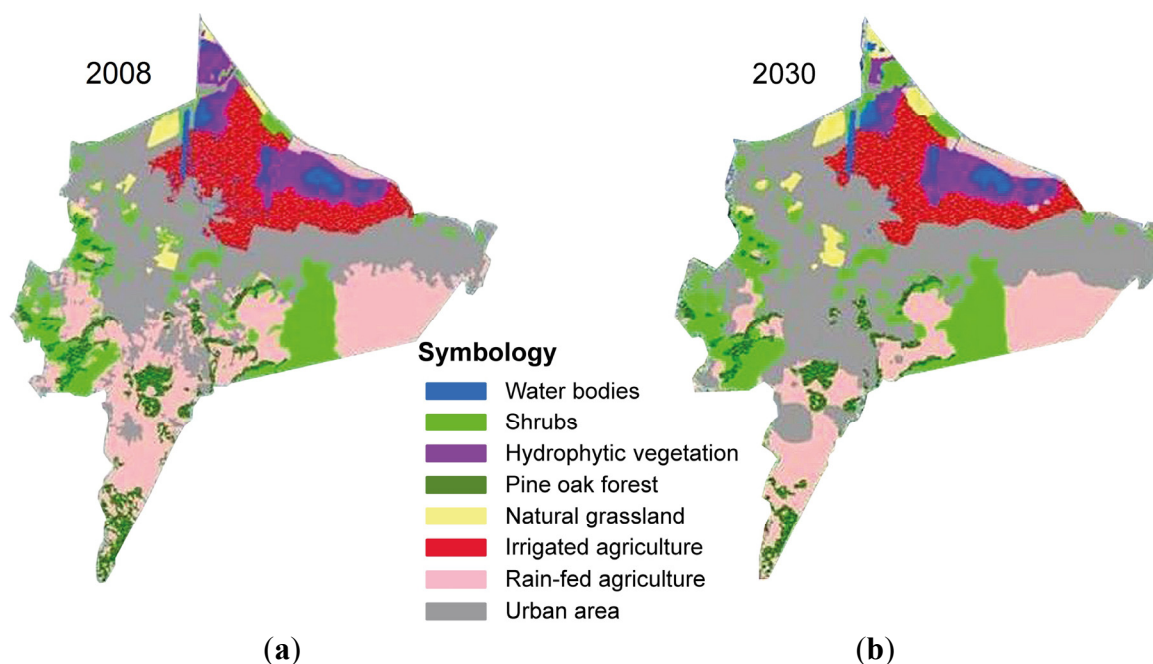 2008
2030
Symbology
Water bodies
Shrubs
Hydrophytic vegetation
Pine oak forest
Natural grassland
Irrigated agriculture
Rain-fed agriculture
Urban area
(a)
(b)